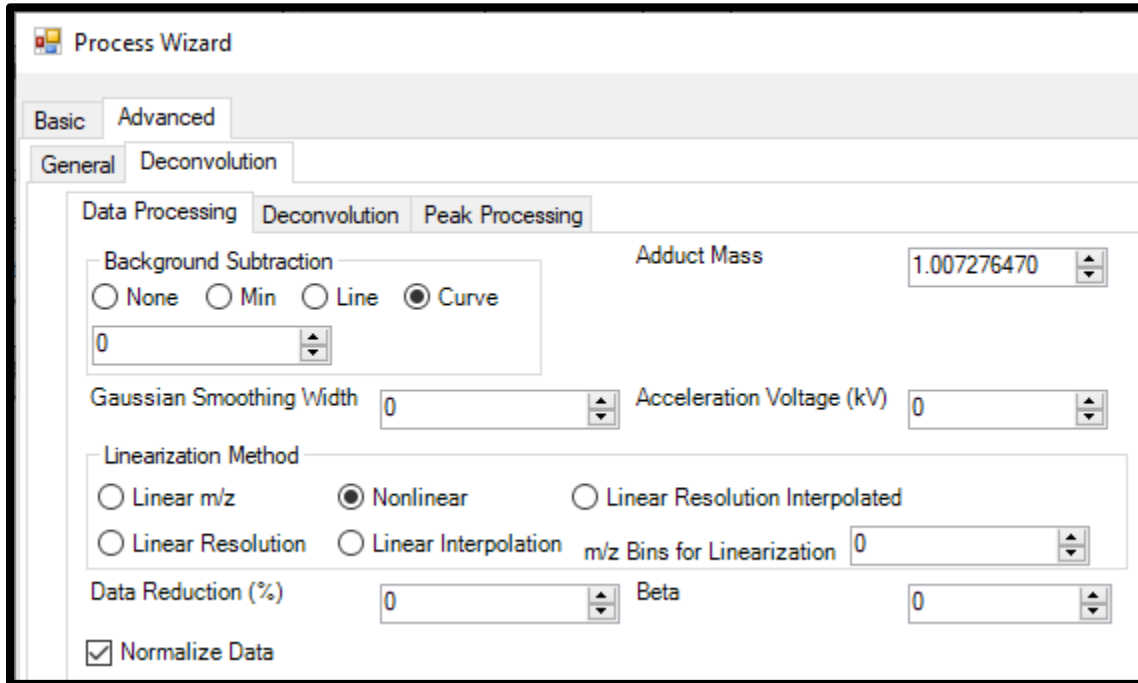 Process Wizard
Basic Advanced
General Deconvolution
Data Processing Deconvolution Peak Processing
Background Subtraction
None Min Line Curve
0
Adduct Mass 1.007276470
Gaussian Smoothing Width 0 Acceleration Voltage (kV) 0
Linearization Method
Linear m/z Nonlinear Linear Resolution Interpolated
Linear Resolution Linear Interpolation m/z Bins for Linearization 0
Data Reduction (%) 0 Beta 0
Normalize Data